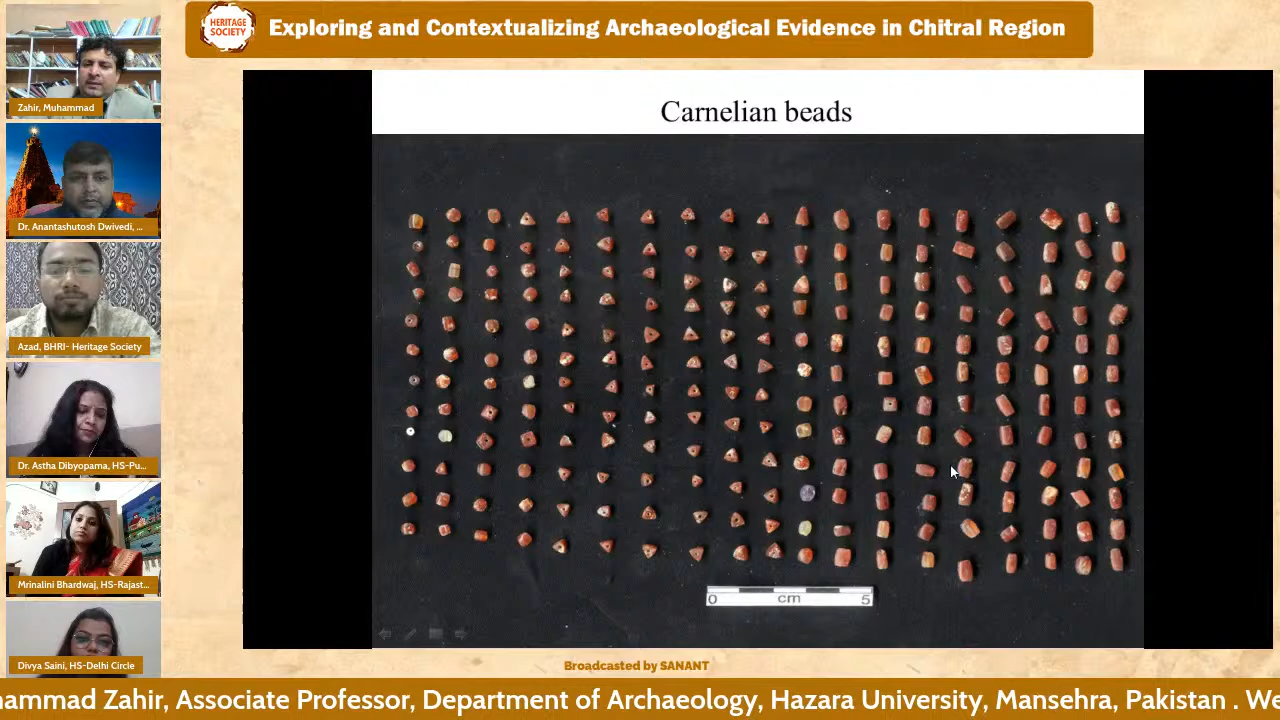 HERITAGE
SOCIETY
Exploring and Contextualizing Archaeological Evidence in Chitral Region
Zahir, Muhammad
Dr. Anantashutosh Dwivedi, ...
Azad, BHRI- Heritage Society
Dr. Astha Dibyopama, HS-Pu...
Mrinalini Bhardwaj, HS-Rajast...
Divya Saini, HS-Delhi Circle
Carnelian beads
0 cm 5
Broadcasted by SANANT
ammad Zahir, Associate Professor, Department of Archaeology, Hazara University, Mansehra, Pakistan . We